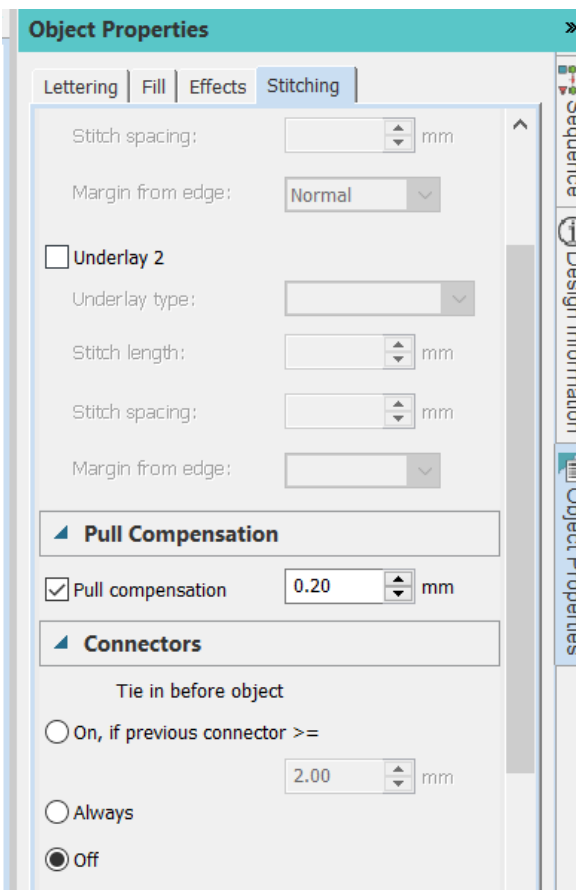 Object Properties
»
Lettering Fill Effects Stitching
Stitch spacing: mm
Margin from edge: Normal
Underlay 2
Underlay type:
Stitch length: mm
Stitch spacing: mm
Margin from edge:
Pull Compensation
Pull compensation 0.20 mm
Connectors
Tie in before object
On, if previous connector >=
2.00 mm
Always
Off
Sequence
Design Information
Object Properties